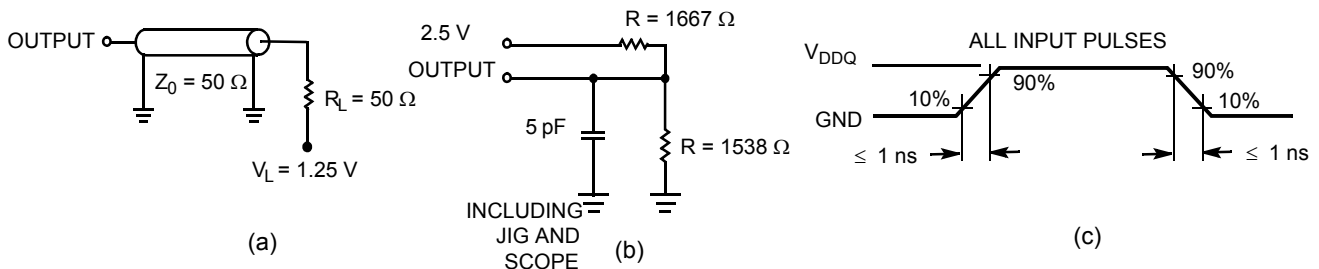 OUTPUT
Z0 = 50 Ω
RL = 50 Ω
VL = 1.25 V
(a)
R = 1667 Ω
2.5 V
OUTPUT
5 pF
R = 1538 Ω
INCLUDING
JIG AND
SCOPE
(b)
ALL INPUT PULSES
VDDQ
GND
10%
90%
90%
10%
≤ 1 ns
≤ 1 ns
(c)